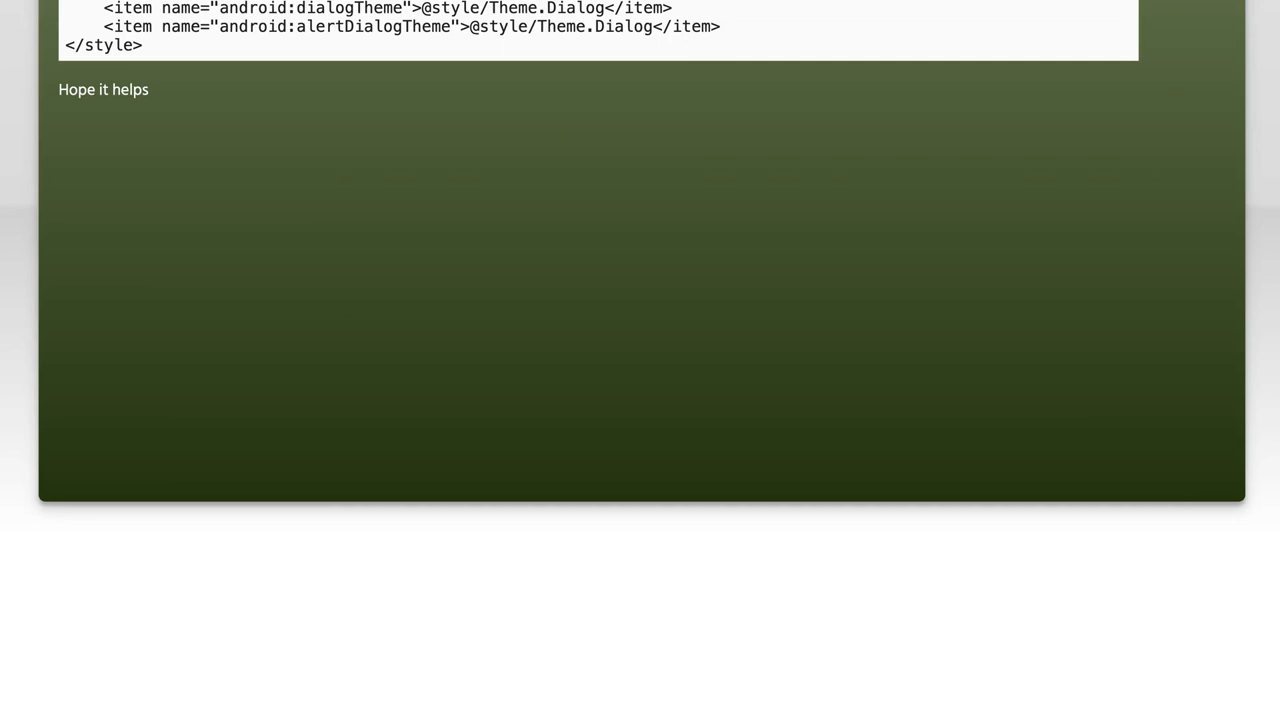 <item name="android:dialogTheme">@style/Theme.Dialog</item>
<item name="android:alertDialogTheme">@style/Theme.Dialog</item>
</style>
Hope it helps